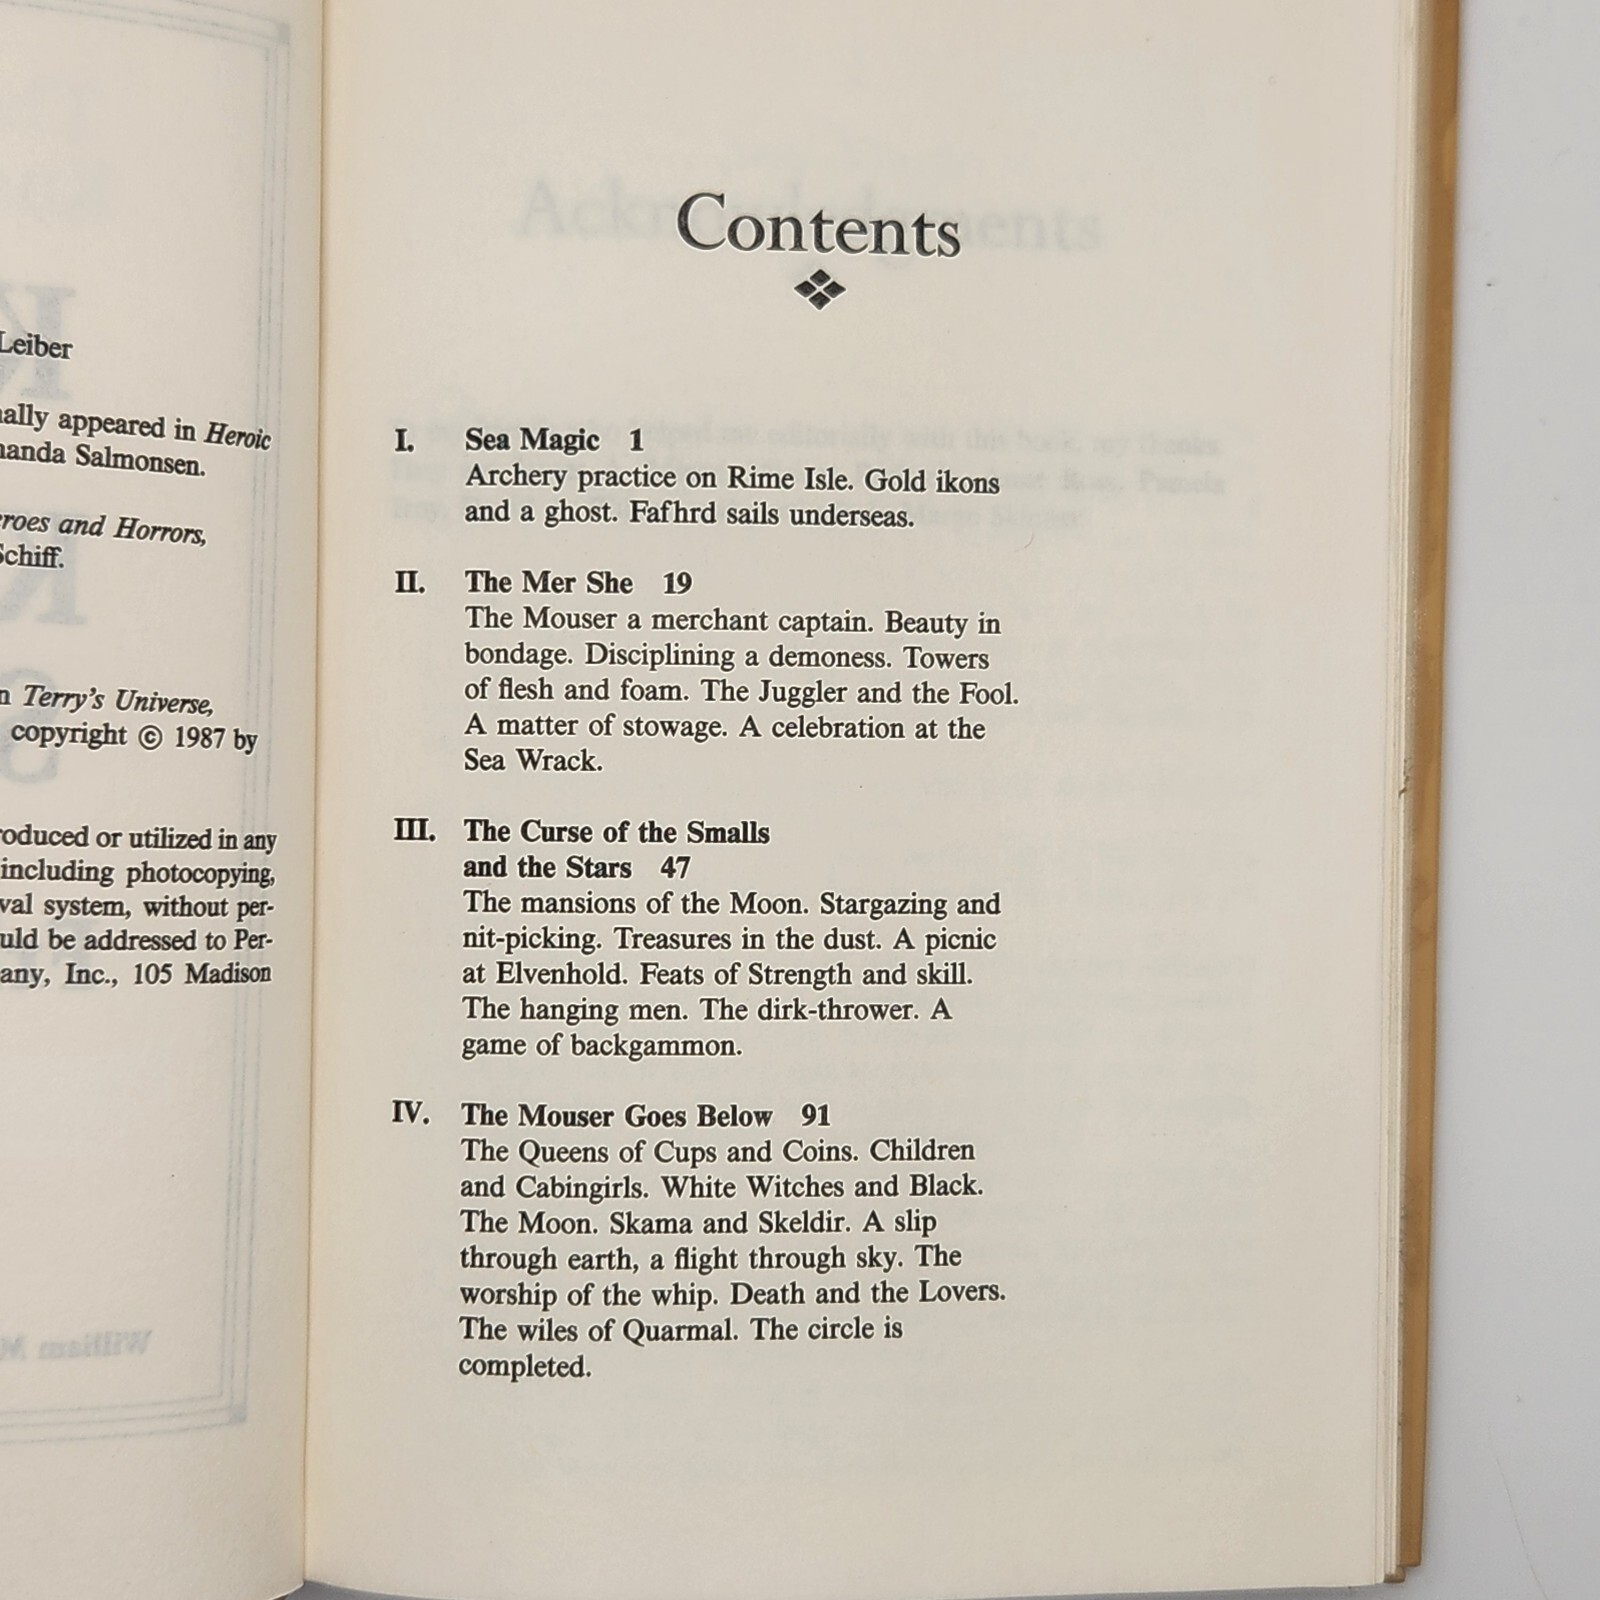 Leiber
ally appeared in Heroic
anda Salmonsen.
roes and Horrors,
Schiff.
n Terry's Universe,
copyright © 1987 by
roduced or utilized in any
including photocopying,
val system, without per-
uld be addressed to Per-
any, Inc., 105 Madison
William M
Contents
I. Sea Magic 1
Archery practice on Rime Isle. Gold ikons
and a ghost. Fafhrd sails underseas.
II. The Mer She 19
The Mouser a merchant captain. Beauty in
bondage. Disciplining a demoness. Towers
of flesh and foam. The Juggler and the Fool.
A matter of stowage. A celebration at the
Sea Wrack.
III. The Curse of the Smalls
and the Stars 47
The mansions of the Moon. Stargazing and
nit-picking. Treasures in the dust. A picnic
at Elvenhold. Feats of Strength and skill.
The hanging men. The dirk-thrower. A
game of backgammon.
IV. The Mouser Goes Below 91
The Queens of Cups and Coins. Children
and Cabingirls. White Witches and Black.
The Moon. Skama and Skeldir. A slip
through earth, a flight through sky. The
worship of the whip. Death and the Lovers.
The wiles of Quarmal. The circle is
completed.